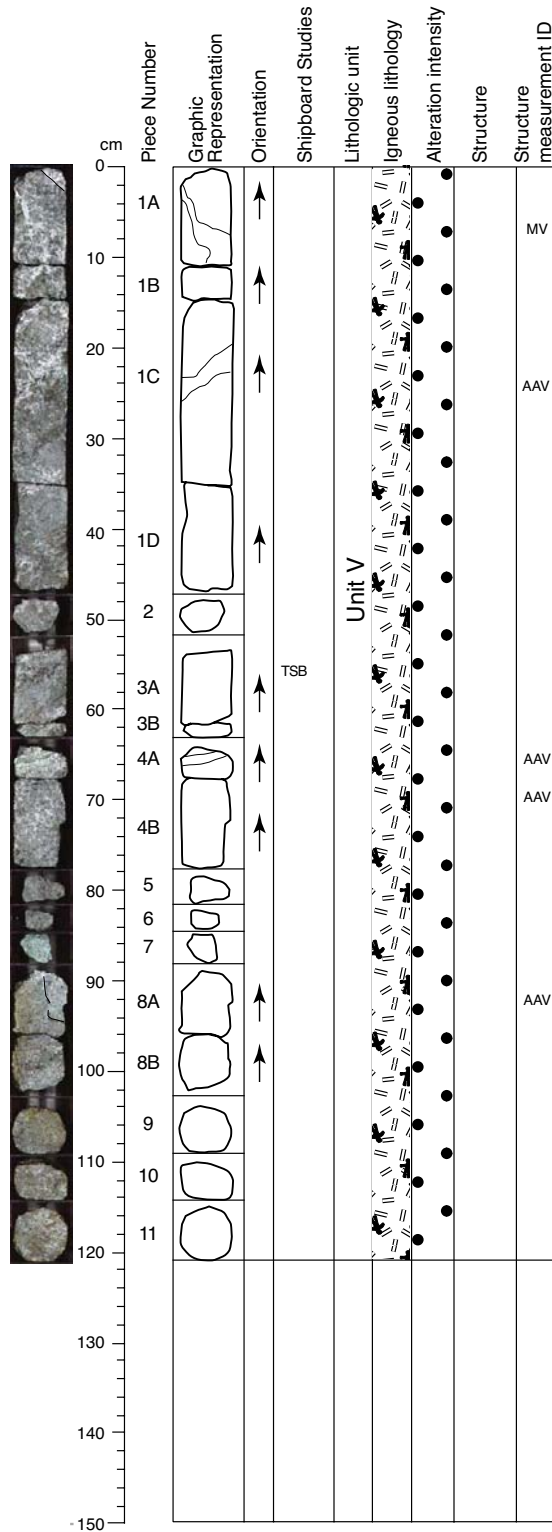 cm
Piece Number
Graphic
Representation
Orientation
Shipboard Studies
Lithologic unit
Igneous lithology
Alteration intensity
Structure
Structure
measurement ID
0
1A
MV
10
1B
20
1C
AAV
30
40
1D
Unit V
50
2
TSB
3A
60
3B
4A
AAV
70
AAV
4B
80
5
6
7
90
8A
AAV
100
8B
9
110
10
11
120
130
140
150